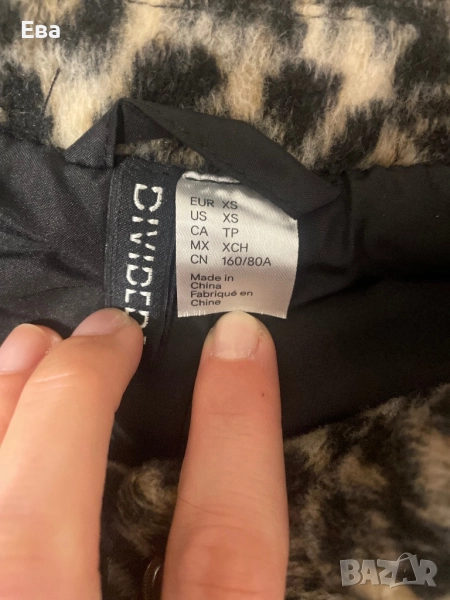 Ева
DIVIDED
EUR XS
US XS
CA TP
MX XCH
CN 160/80A
Made in
China
Fabriqué en
Chine
BAZAR